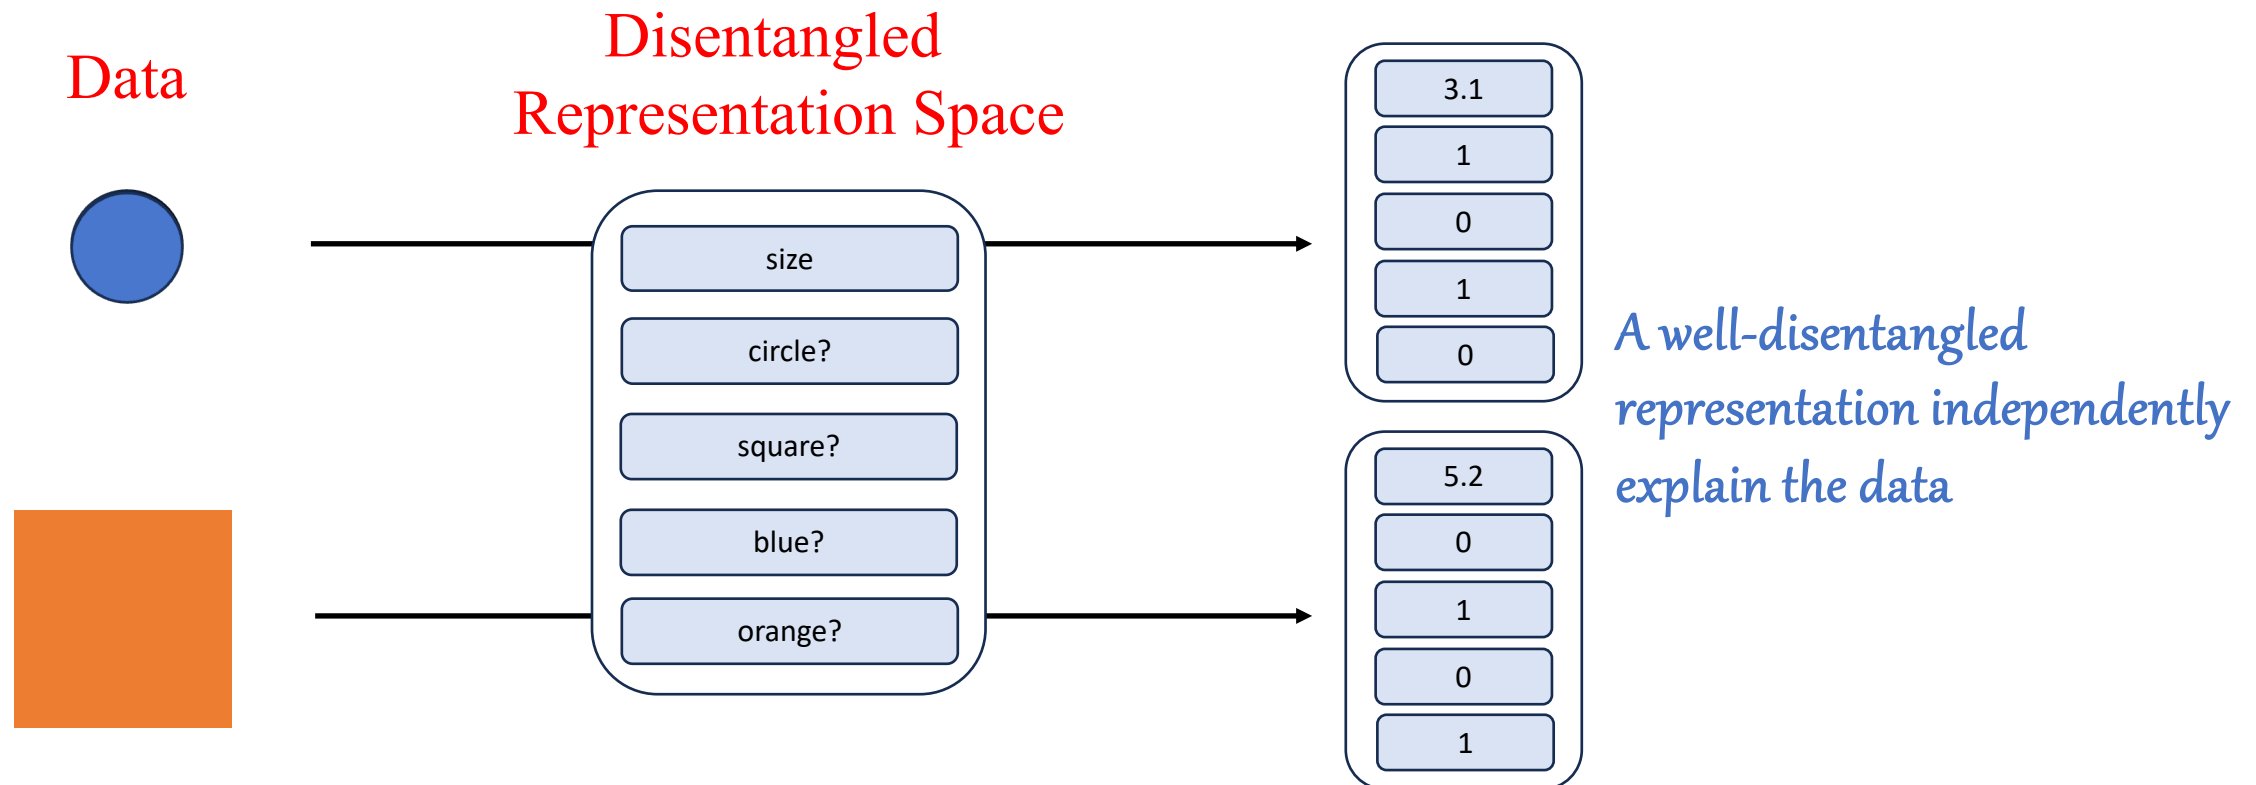 Data
Disentangled
Representation Space
size
circle?
square?
blue?
orange?
3.1
1
0
1
0
5.2
0
1
0
1
A well-disentangled
representation independently
explain the data